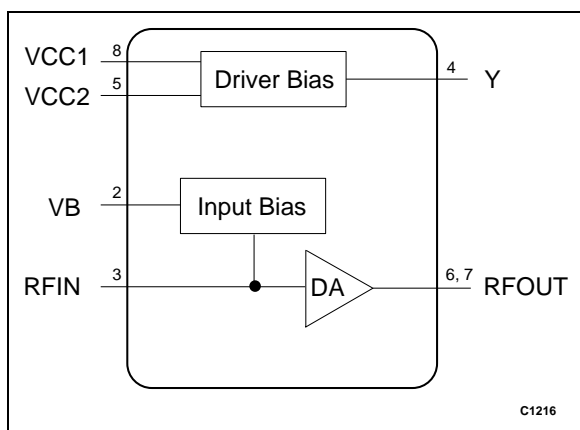 VCC1
8
Driver Bias
4
Y
VCC2
5
VB
2
Input Bias
RFIN
3
DA
6, 7
RFOUT
C1216